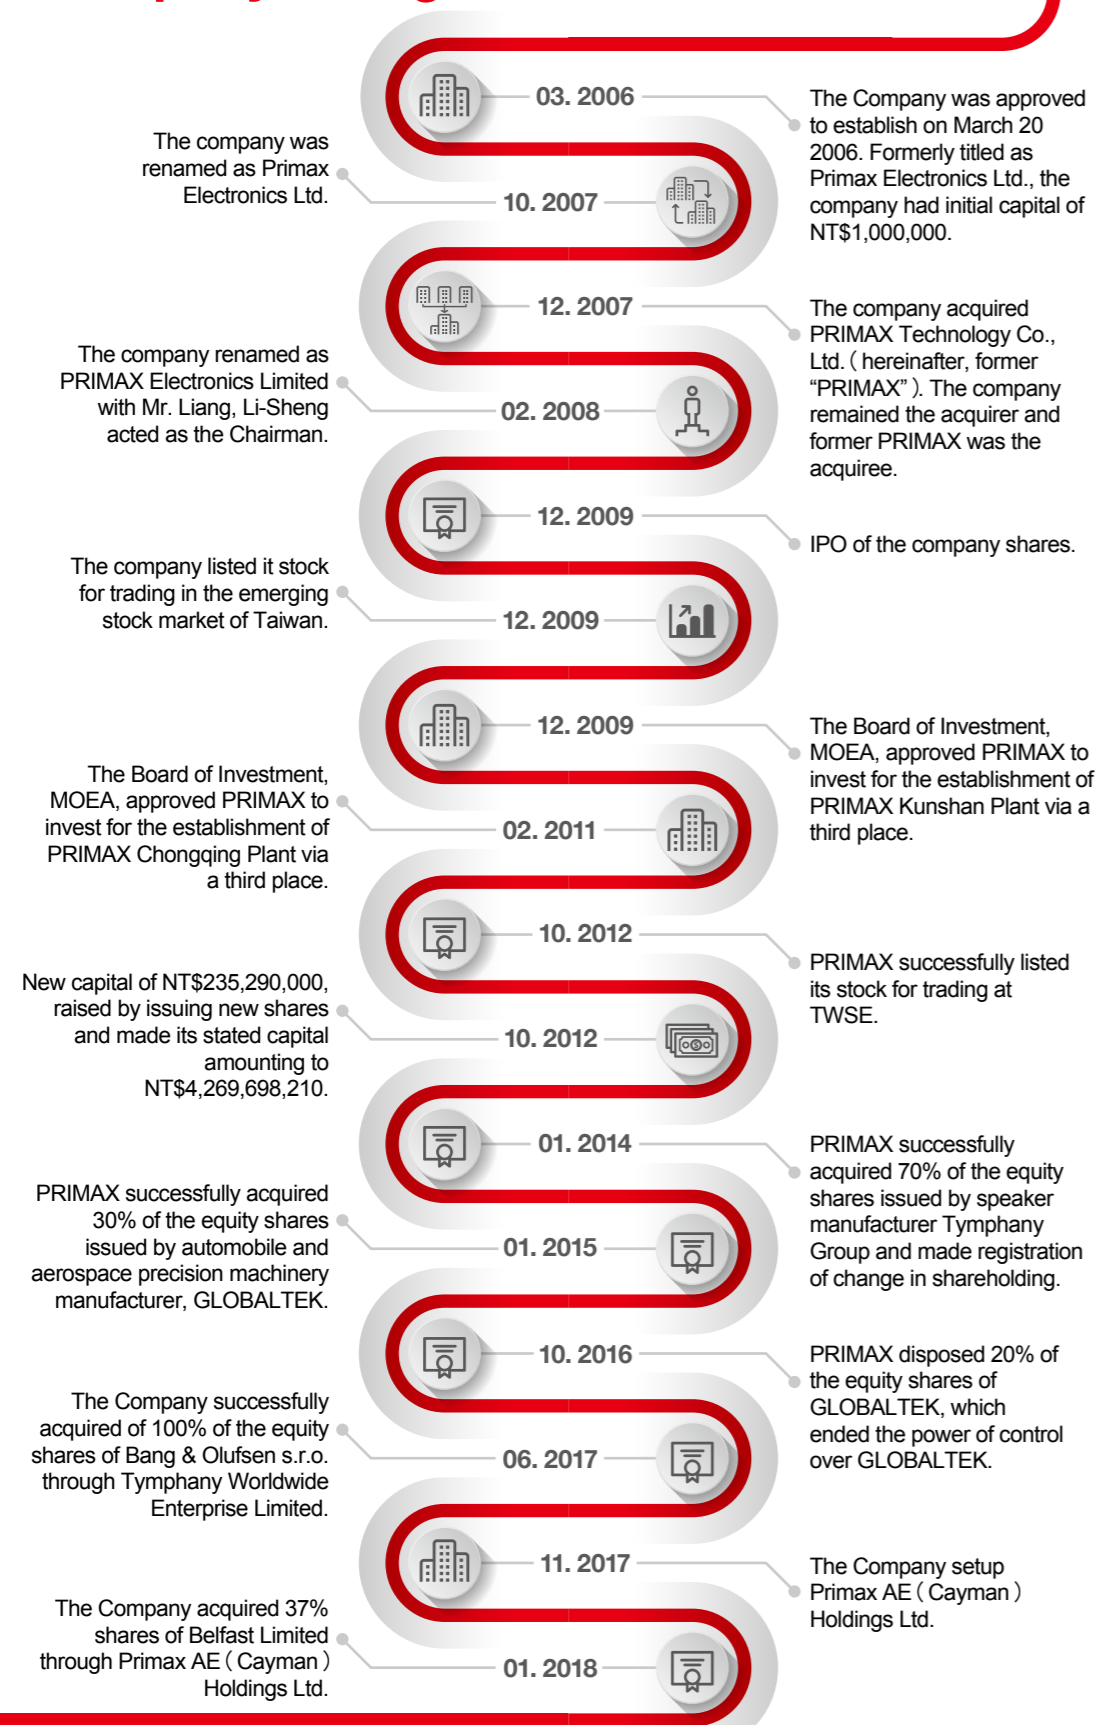 03. 2006
The Company was approved
to establish on March 20
2006. Formerly titled as
Primax Electronics Ltd., the
company had initial capital of
NT$1,000,000.
The company was
renamed as Primax
Electronics Ltd.
10. 2007
12. 2007
The company acquired
PRIMAX Technology Co.,
Ltd.（hereinafter, former
“PRIMAX”）. The company
remained the acquirer and
former PRIMAX was the
acquiree.
The company renamed as
PRIMAX Electronics Limited
with Mr. Liang, Li-Sheng
acted as the Chairman.
02. 2008
12. 2009
IPO of the company shares.
The company listed it stock
for trading in the emerging
stock market of Taiwan.
12. 2009
12. 2009
The Board of Investment,
MOEA, approved PRIMAX to
invest for the establishment of
PRIMAX Kunshan Plant via a
third place.
The Board of Investment,
MOEA, approved PRIMAX to
invest for the establishment of
PRIMAX Chongqing Plant via
a third place.
02. 2011
10. 2012
PRIMAX successfully listed
its stock for trading at
TWSE.
New capital of NT$235,290,000,
raised by issuing new shares
and made its stated capital
amounting to
NT$4,269,698,210.
10. 2012
01. 2014
PRIMAX successfully
acquired 70% of the equity
shares issued by speaker
manufacturer Tymphany
Group and made registration
of change in shareholding.
PRIMAX successfully acquired
30% of the equity shares
issued by automobile and
aerospace precision machinery
manufacturer, GLOBALTEK.
01. 2015
10. 2016
PRIMAX disposed 20% of
the equity shares of
GLOBALTEK, which
ended the power of control
over GLOBALTEK.
The Company successfully
acquired of 100% of the equity
shares of Bang & Olufsen s.r.o.
through Tymphany Worldwide
Enterprise Limited.
06. 2017
11. 2017
The Company setup
Primax AE（Cayman）
Holdings Ltd.
The Company acquired 37%
shares of Belfast Limited
through Primax AE（Cayman）
Holdings Ltd.
01. 2018